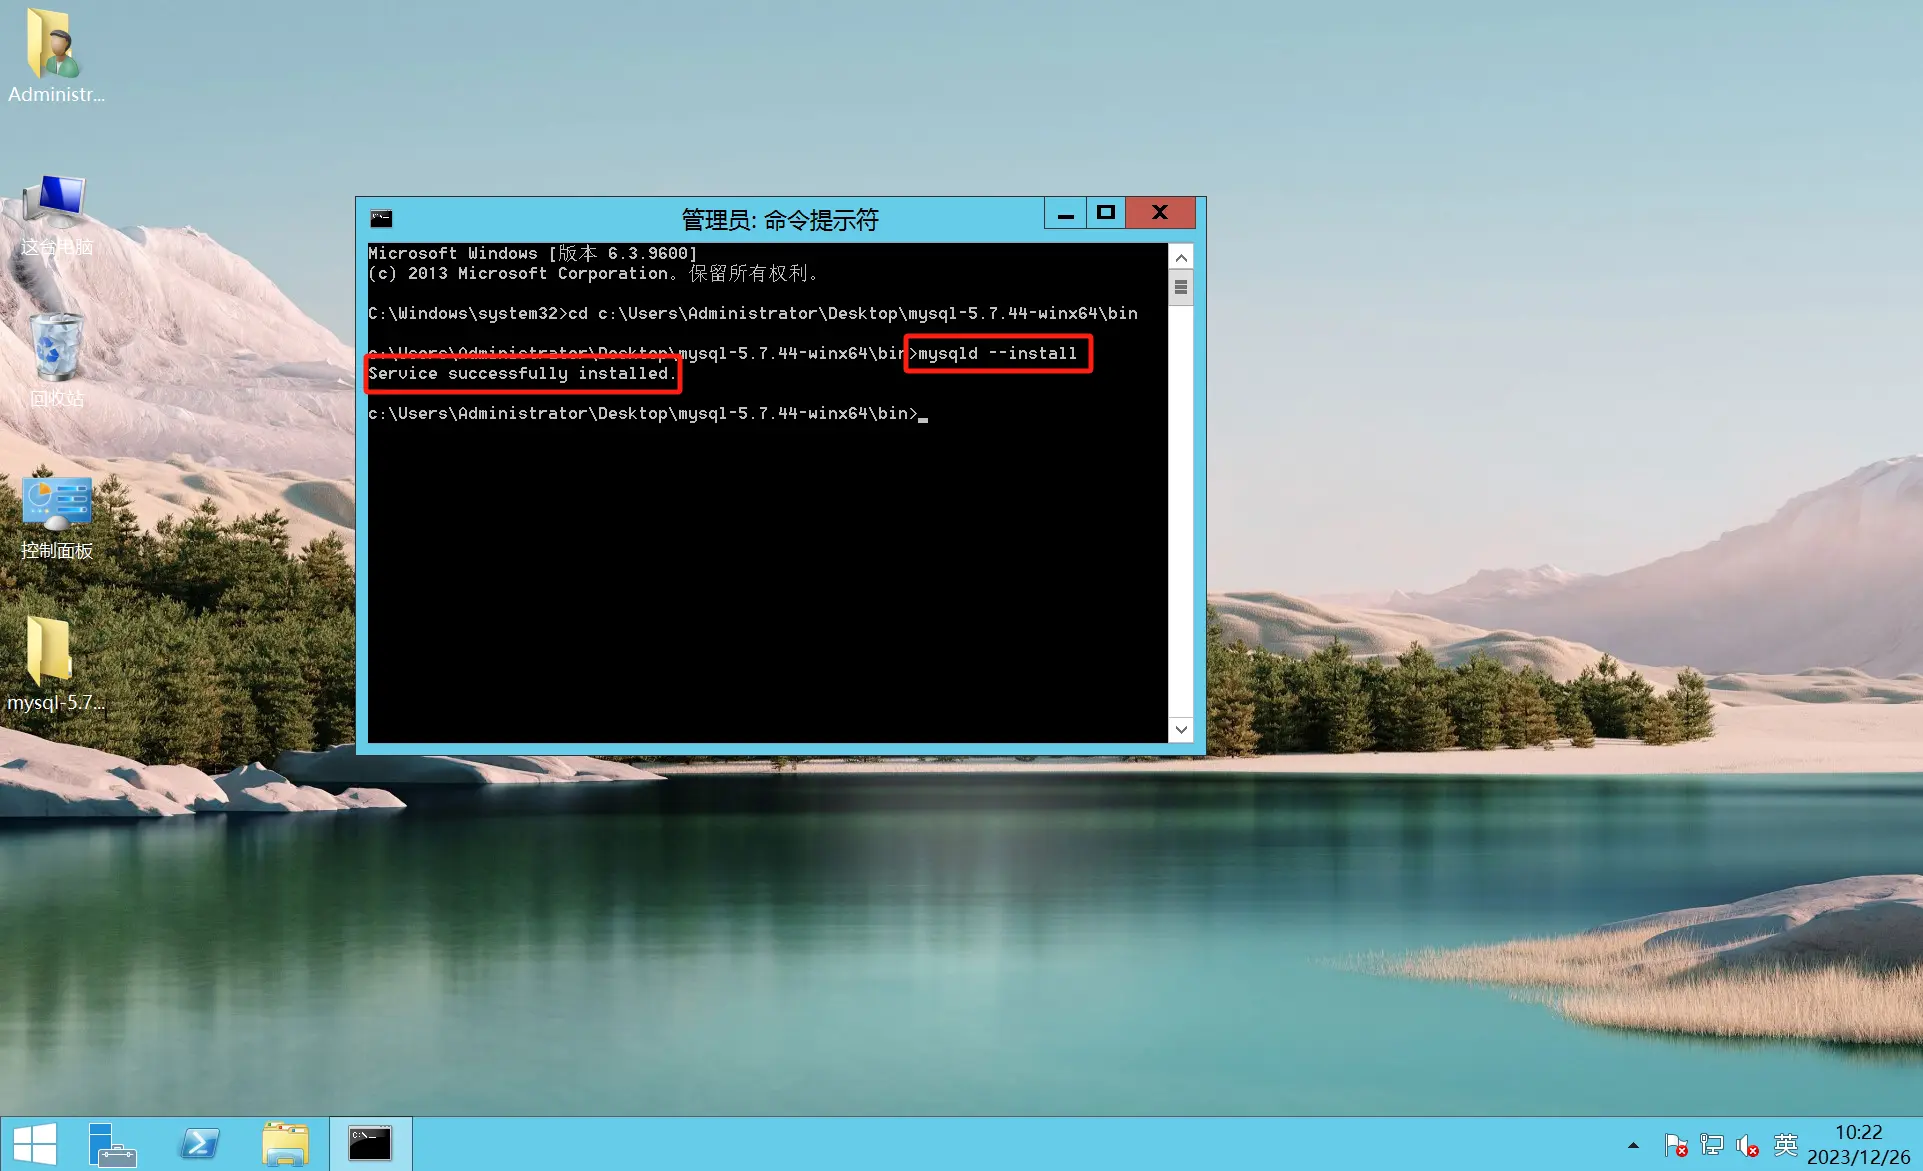 Administr...
这台电脑
回收站
控制面板
mysql-5.7...
管理员: 命令提示符
Microsoft Windows [版本 6.3.9600]
(c) 2013 Microsoft Corporation。保留所有权利。
C:\Windows\system32>cd c:\Users\Administrator\Desktop\mysql-5.7.44-winx64\bin
c:\Users\Administrator\Desktop\mysql-5.7.44-winx64\bin>mysqld --install
Service successfully installed.
c:\Users\Administrator\Desktop\mysql-5.7.44-winx64\bin>_
英
10:22
2023/12/26